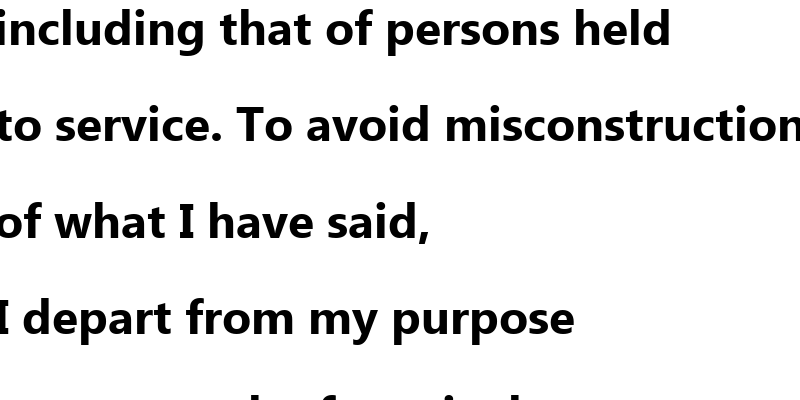 including that of persons held
to service. To avoid misconstruction
of what I have said,
I depart from my purpose